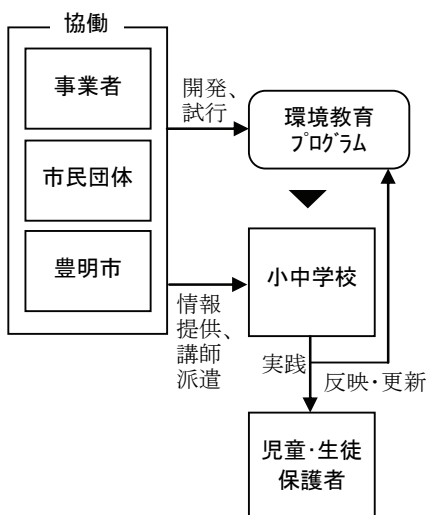 協働
事業者
市民団体
豊明市
開発、
試行
環境教育
ﾌﾟﾛｸﾞﾗﾑ
小中学校
情報
提供、
講師
派遣
実践
反映・更新
児童・生徒
保護者